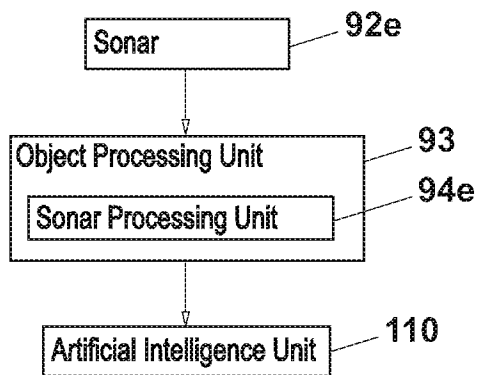 Sonar
92e
Object Processing Unit
93
Sonar Processing Unit
94e
Artificial Intelligence Unit
110